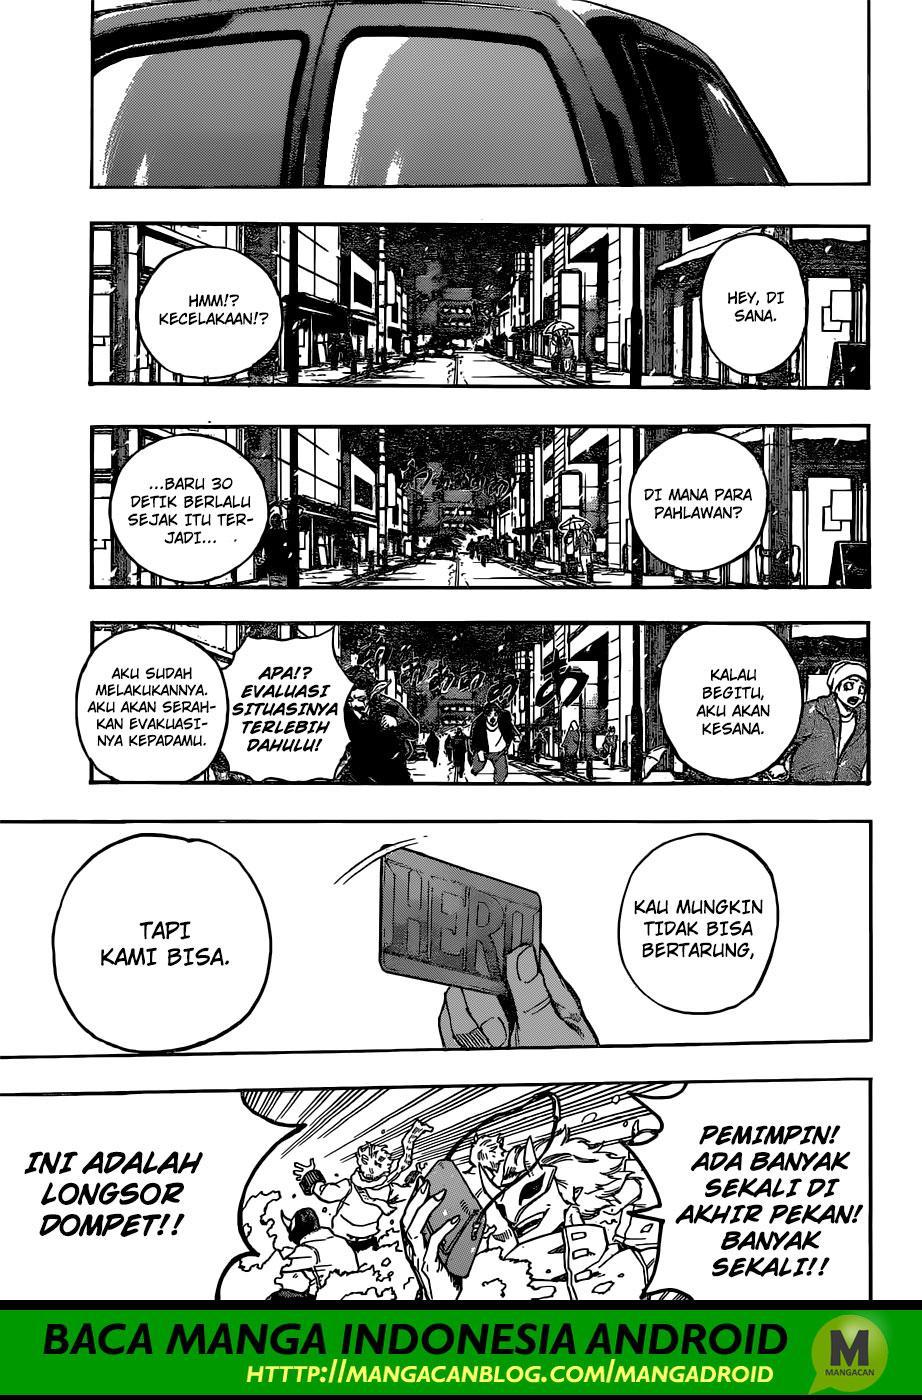 HEY, DI
SANA.
HMM!?
KECELAKAAN!?
DI MANA PARA
PAHLAWAN?
...BARU 30
DETIK BERLALU
SEJAK ITU TER-
JADI...
KALAU
BEGITU,
AKU AKAN
KESANA.
APA!?
EVALUASI
SITUASINYA
TERLEBIH
DAHULU!
AKU SUDAH
MELAKUKANNYA.
AKU AKAN SERAH-
KAN EVAKUASI-
NYA KEPADAMU.
KAU MUNGKIN
TIDAK BISA
BERTARUNG,
HERO
TAPI
KAMI BISA.
PEMIMPIN!
ADA BANYAK
SEKALI DI
AKHIR PEKAN!
BANYAK
SEKALI!!
INI ADALAH
LONGSOR
DOMPET!!
BACA MANGA INDONESIA ANDROID
HTTTP://MANGACANBLOG.COM/MANGADROID
M
MANGACAN